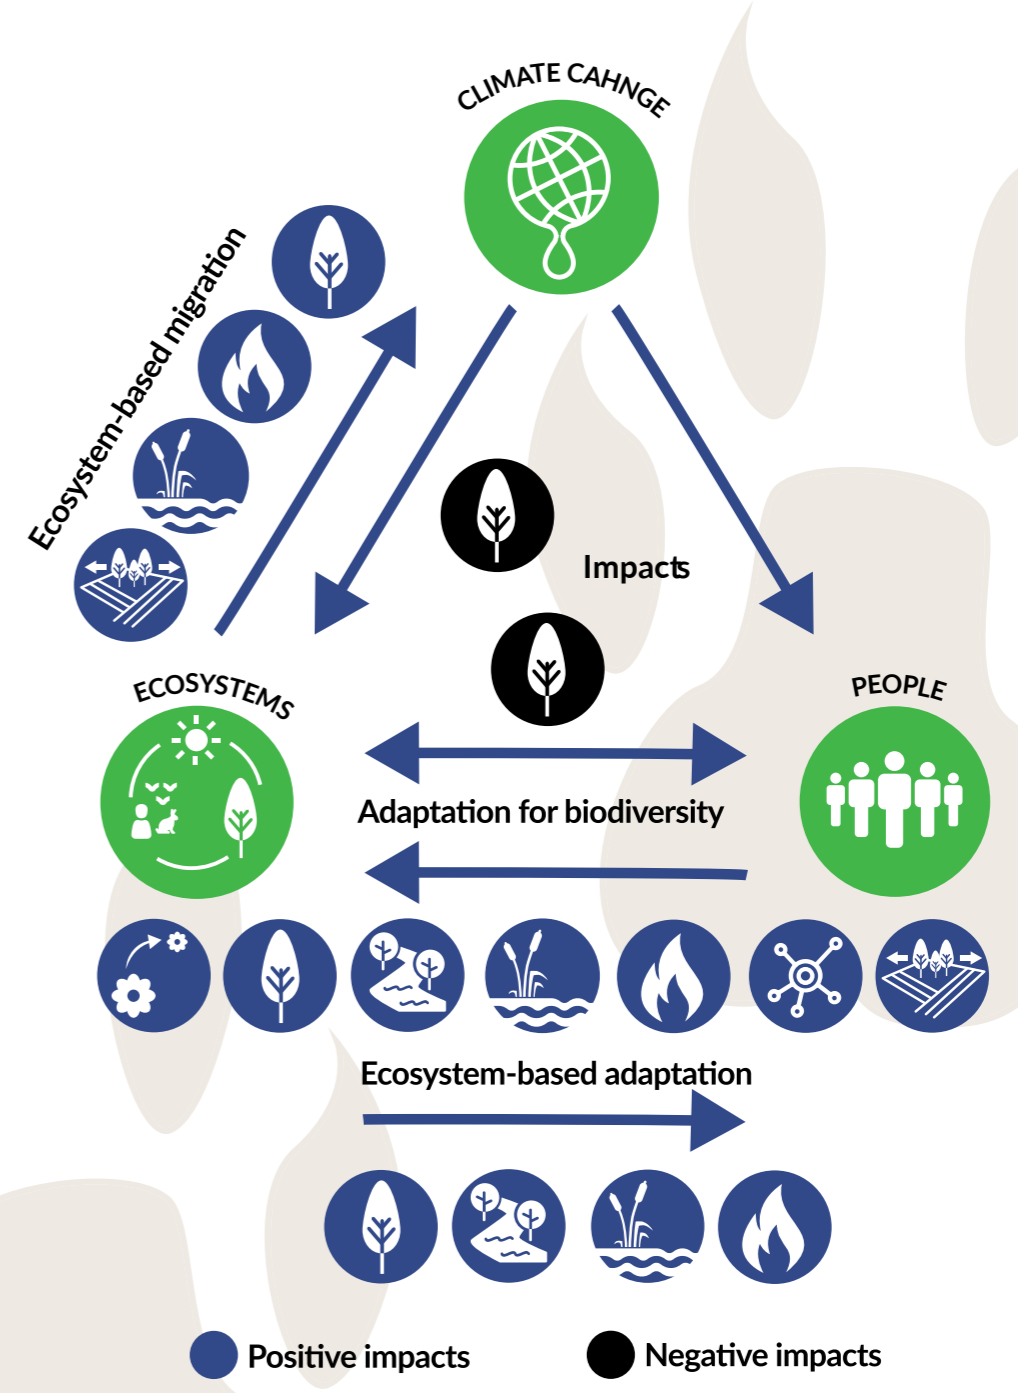 CLIMATE CAHNGE
Ecosystem-based migration
Impacts
ECOSYSTEMS
PEOPLE
Adaptation for biodiversity
Ecosystem-based adaptation
Positive impacts
Negative impacts